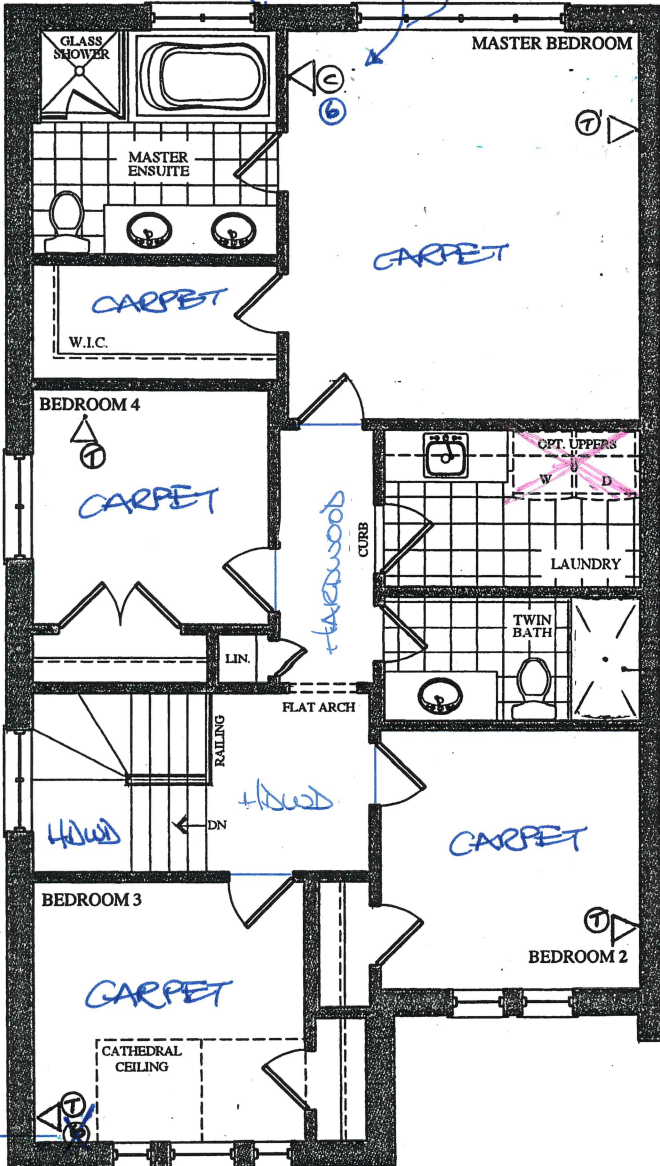 GLASS
SHOWER
MASTER BEDROOM
C
6
T
MASTER
ENSUITE
CARPET
CARPET
W.I.C.
BEDROOM 4
T
CARPET
OPT. UPPERS
W
D
HARDWOOD
CURB
LAUNDRY
TWIN
BATH
LIN.
FLAT ARCH
RAILING
HDWD
DN
HDWD
CARPET
BEDROOM 3
T
BEDROOM 2
CARPET
CATHEDRAL
CEILING
T